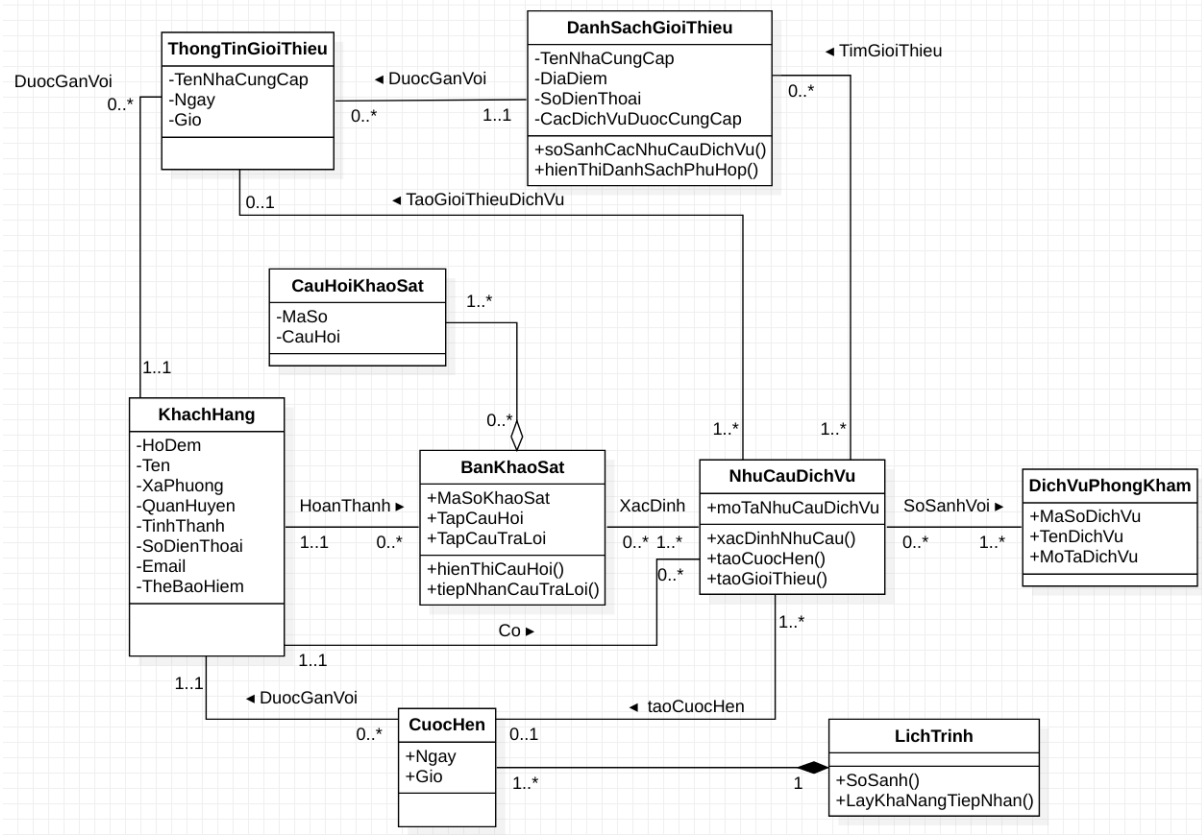 DanhSachGioiThieu
-TenNhaCungCap
-DiaDiem
-SoDienThoai
-CacDichVuDuocCungCap
+soSanhCacNhuCauDichVu()
+hienThiDanhSachPhuHop()
◄ TimGioiThieu
0..*
ThongTinGioiThieu
-TenNhaCungCap
-Ngay
-Gio
DuocGanVoi
0..*
◄ DuocGanVoi
0..*
1..1
0..1
◄ TaoGioiThieuDichVu
CauHoiKhaoSat
-MaSo
-CauHoi
1..*
1..1
0..*
1..*
1..*
KhachHang
-HoDem
-Ten
-XaPhuong
-QuanHuyen
-TinhThanh
-SoDienThoai
-Email
-TheBaoHiem
HoanThanh ►
1..1
0..*
BanKhaoSat
+MaSoKhaoSat
+TapCauHoi
+TapCauTraLoi
+hienThiCauHoi()
+tiepNhanCauTraLoi()
XacDinh
0..*
1..*
0..*
NhuCauDichVu
+moTaNhuCauDichVu
+xacDinhNhuCau()
+taoCuocHen()
+taoGioiThieu()
SoSanhVoi ►
0..*
1..*
DichVuPhongKham
+MaSoDichVu
+TenDichVu
+MoTaDichVu
Co ►
1..1
1..*
1..1
◄ DuocGanVoi
◄ taoCuocHen
0..*
0..1
CuocHen
+Ngay
+Gio
1..*
1
LichTrinh
+SoSanh()
+LayKhaNangTiepNhan()